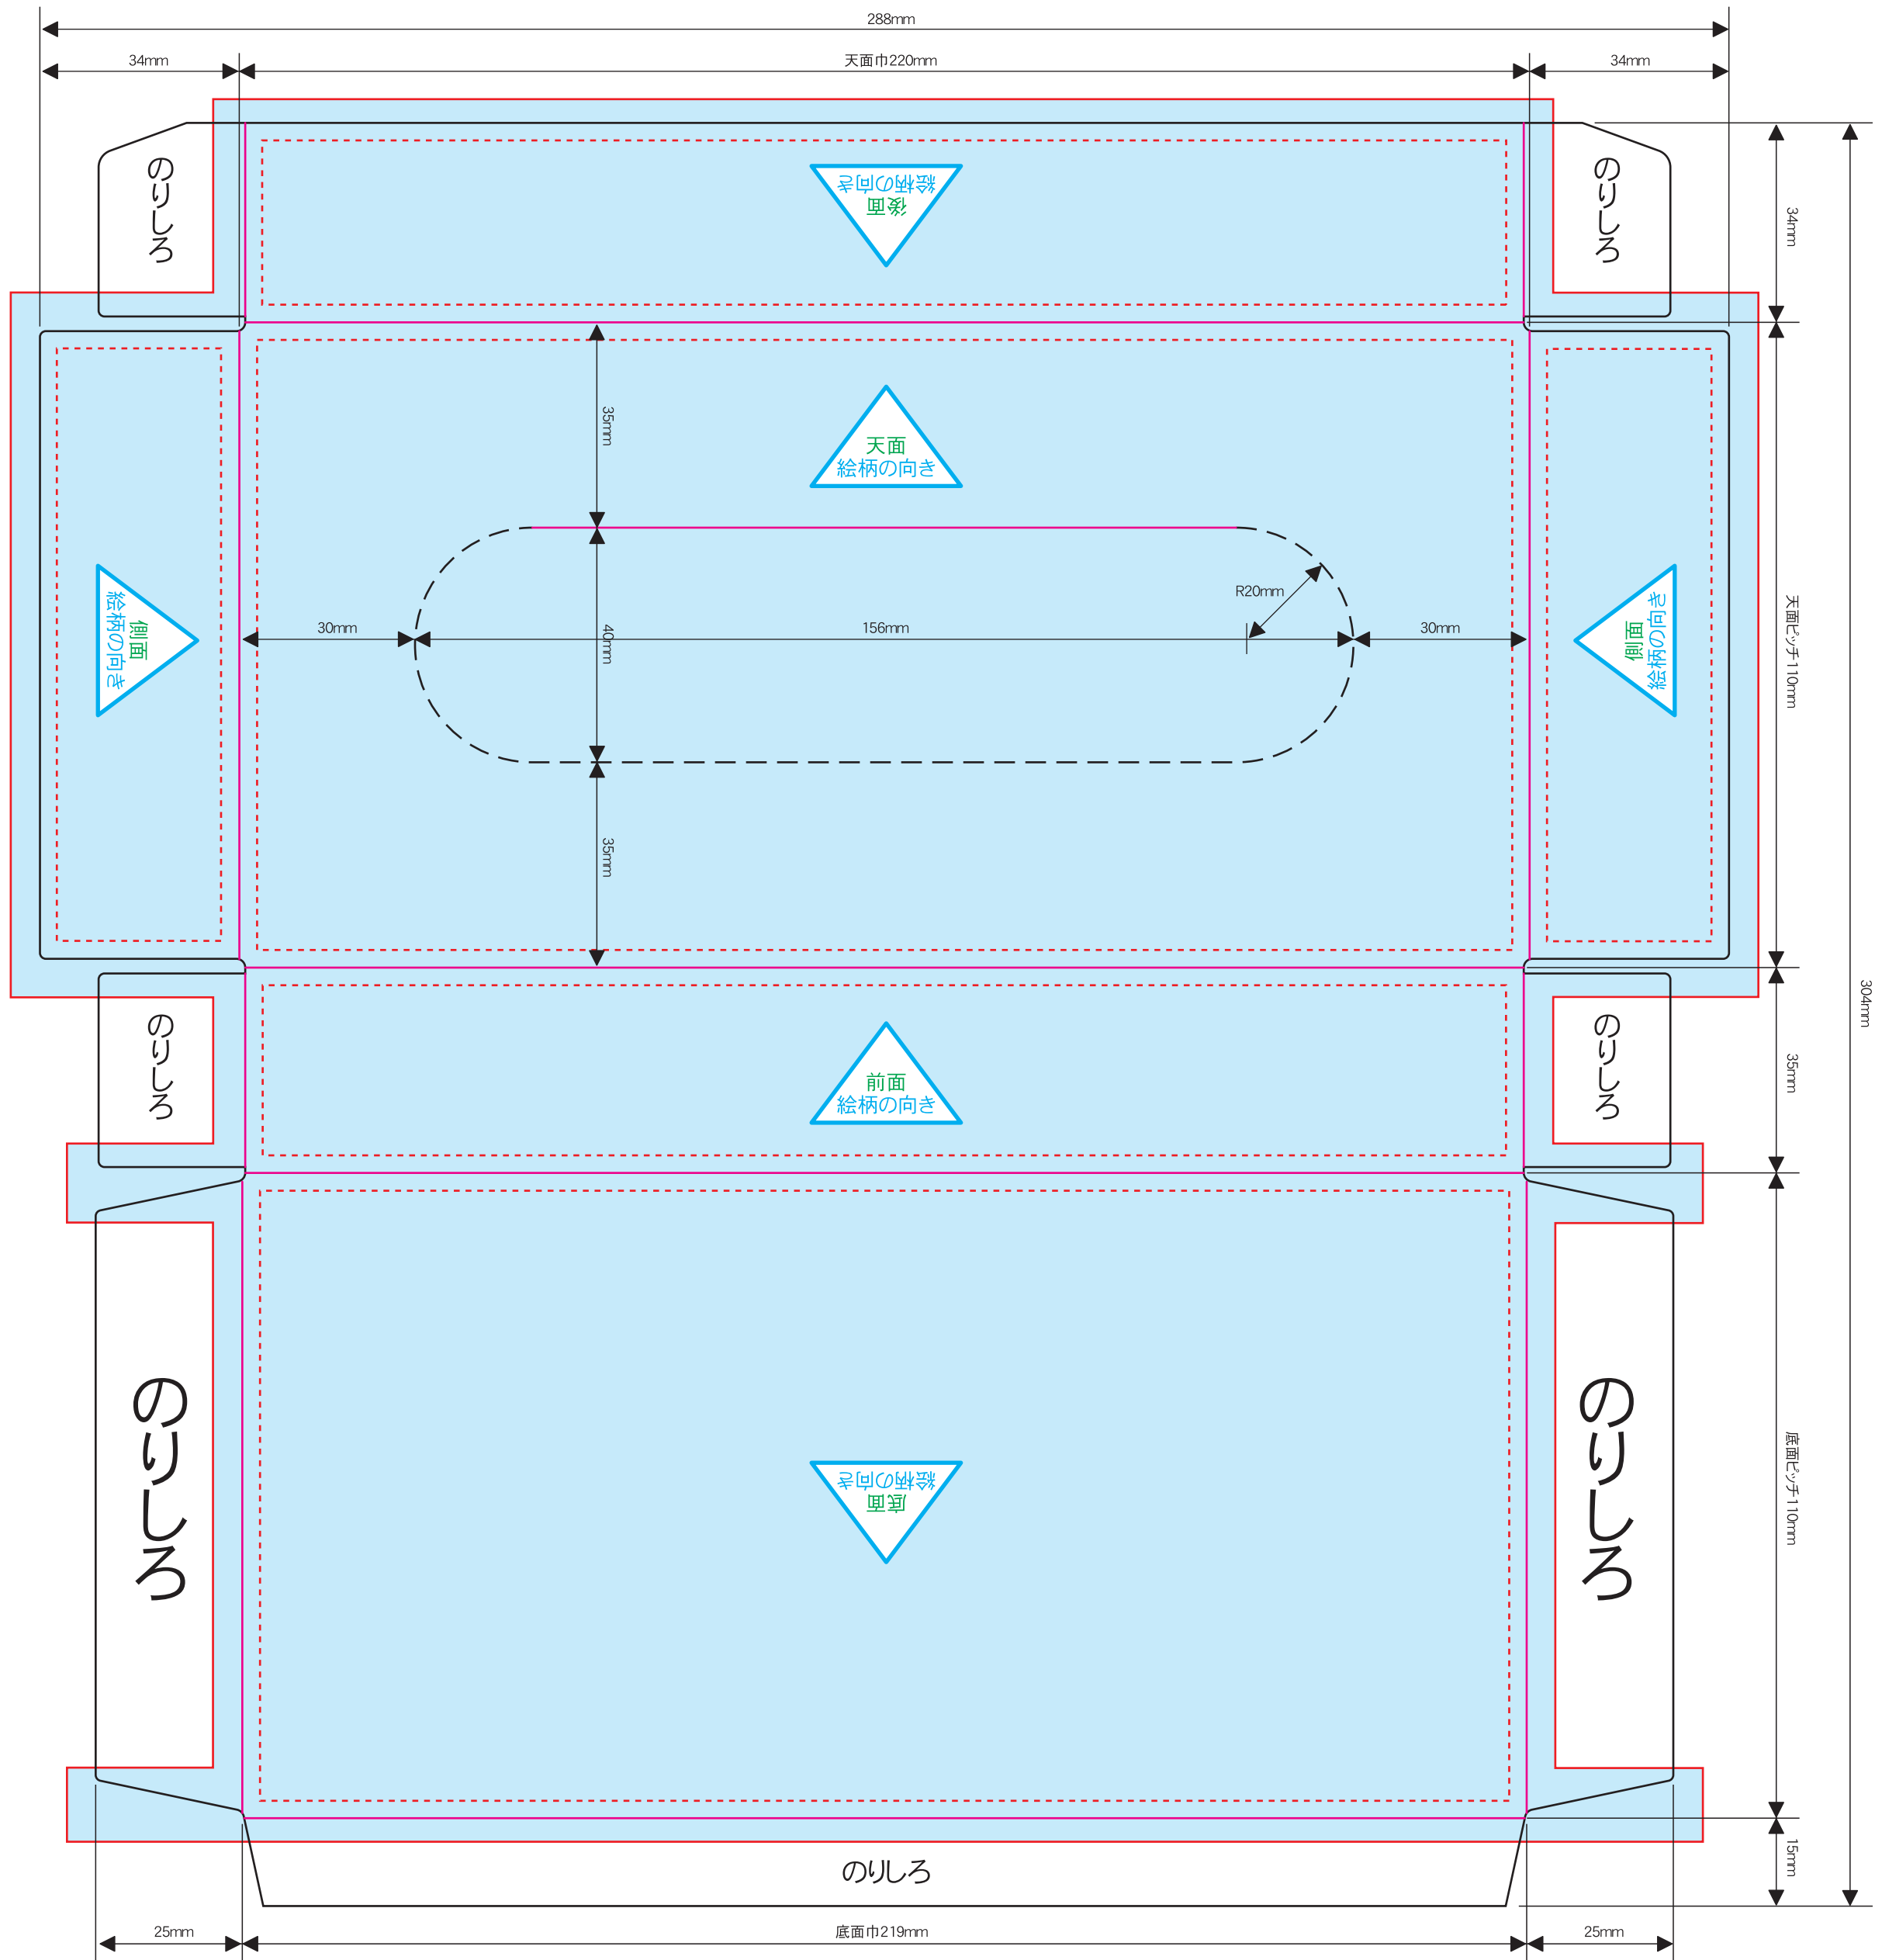 288mm
34mm
天面巾220mm
34mm
のりしろ
絵柄の向き
後面
のりしろ
34mm
35mm
天面
絵柄の向き
側面
絵柄の向き
30mm
40mm
156mm
R20mm
30mm
側面
絵柄の向き
天面ピッチ110mm
35mm
304mm
のりしろ
前面
絵柄の向き
のりしろ
35mm
のりしろ
絵柄の向き
底面
のりしろ
底面ピッチ110mm
のりしろ
15mm
25mm
底面巾219mm
25mm